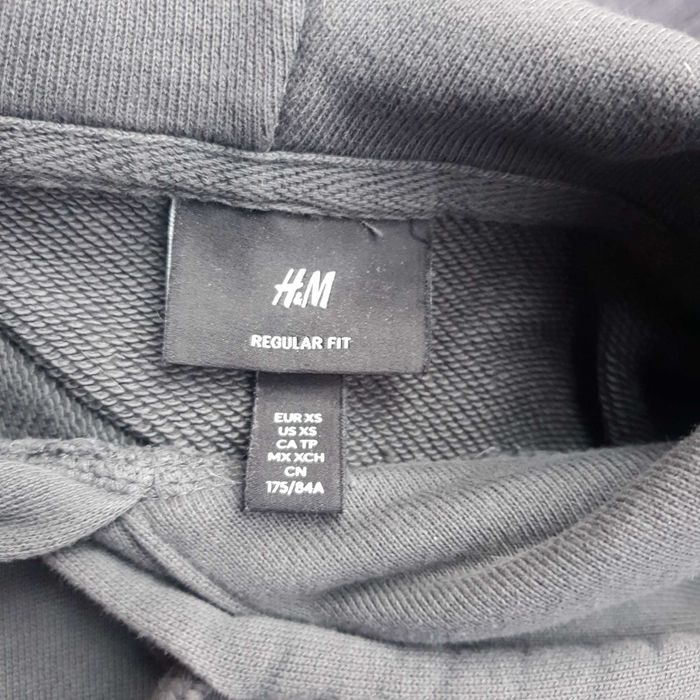 H&M
REGULAR FIT
EUR XS
US XS
CA TP
MX XCH
CN
175/84A